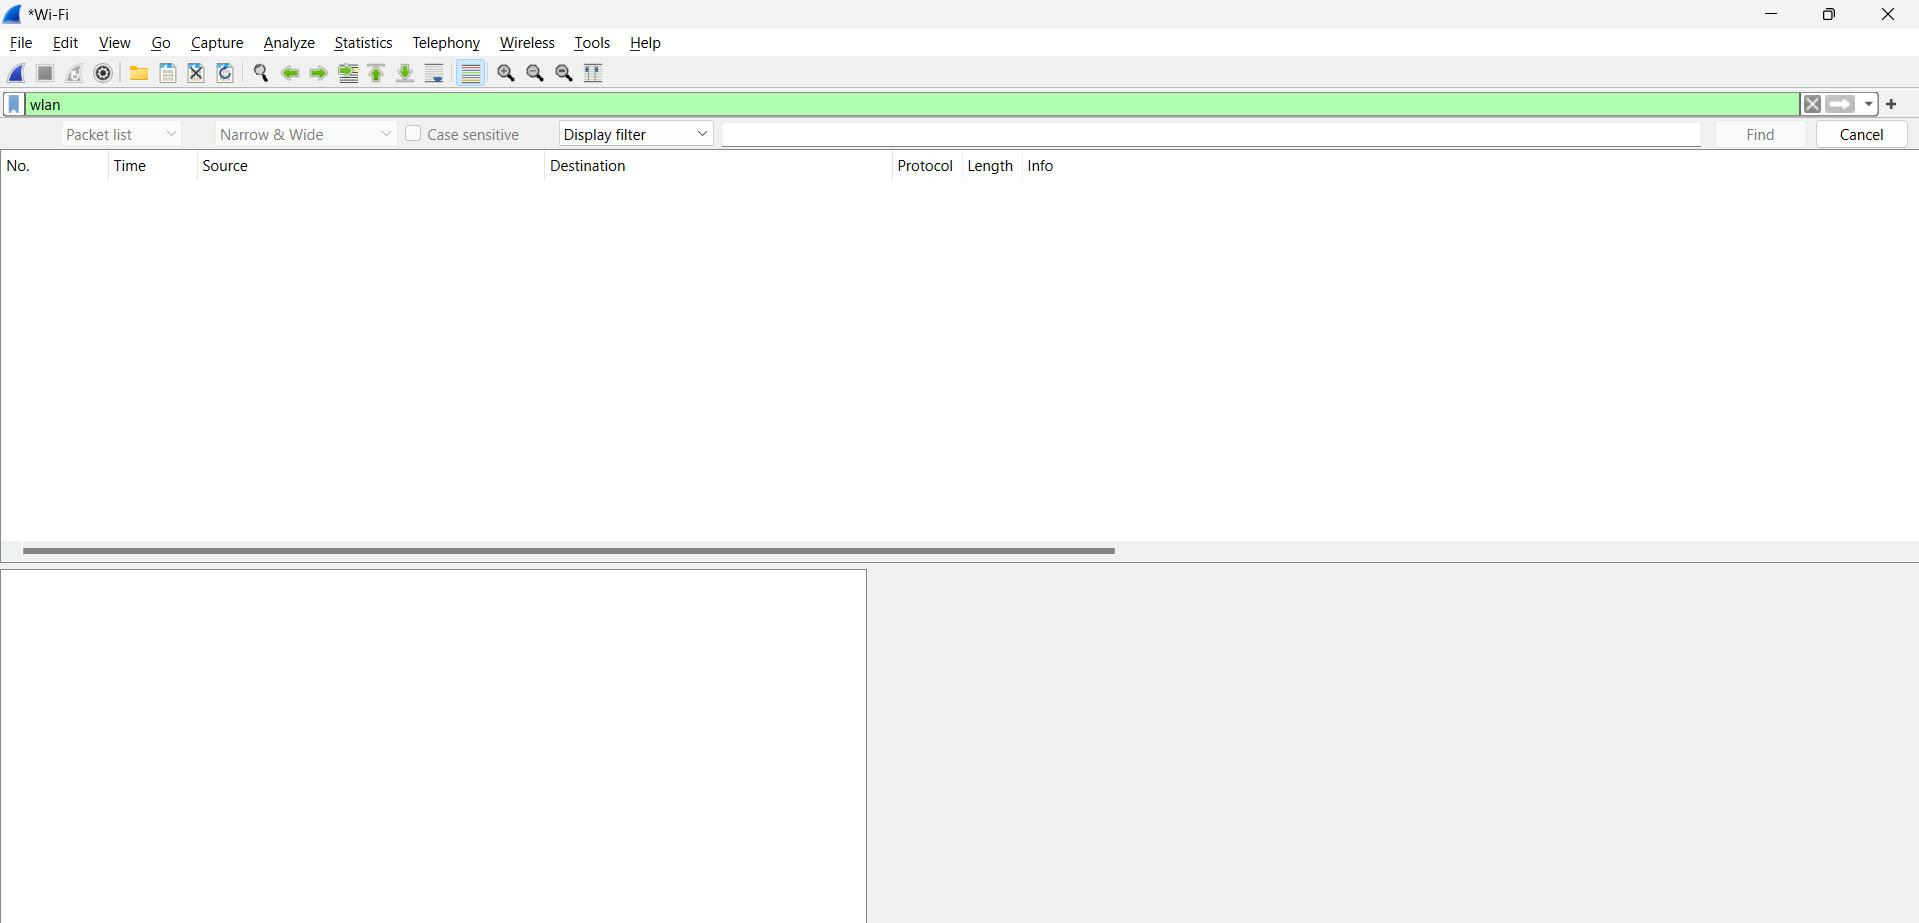 *Wi-Fi
File Edit View Go Capture Analyze Statistics Telephony Wireless Tools Help
wlan
Packet list Narrow & Wide Case sensitive Display filter Find Cancel
No. Time Source Destination Protocol Length Info